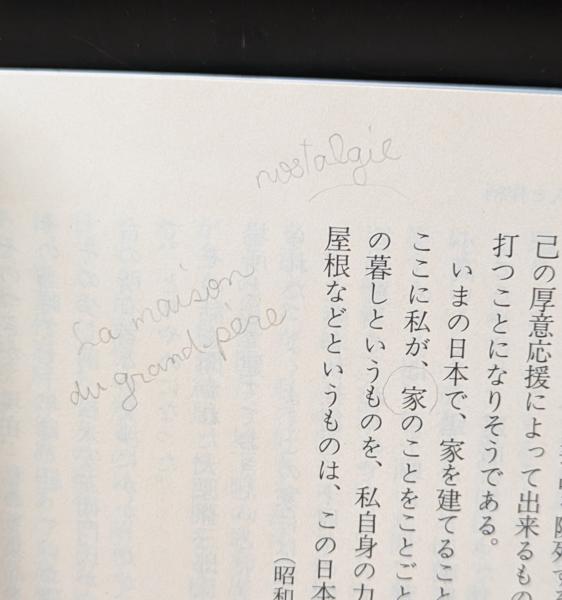 nostalgie
La maison
du grand-père
己の厚意応援によって出来るもの
打つことになりそうである。
いまの日本で、家を建てること
ここに私が、家のことをことごと
の暮しというものを、私自身の力
屋根などというものは、この日本
(昭和